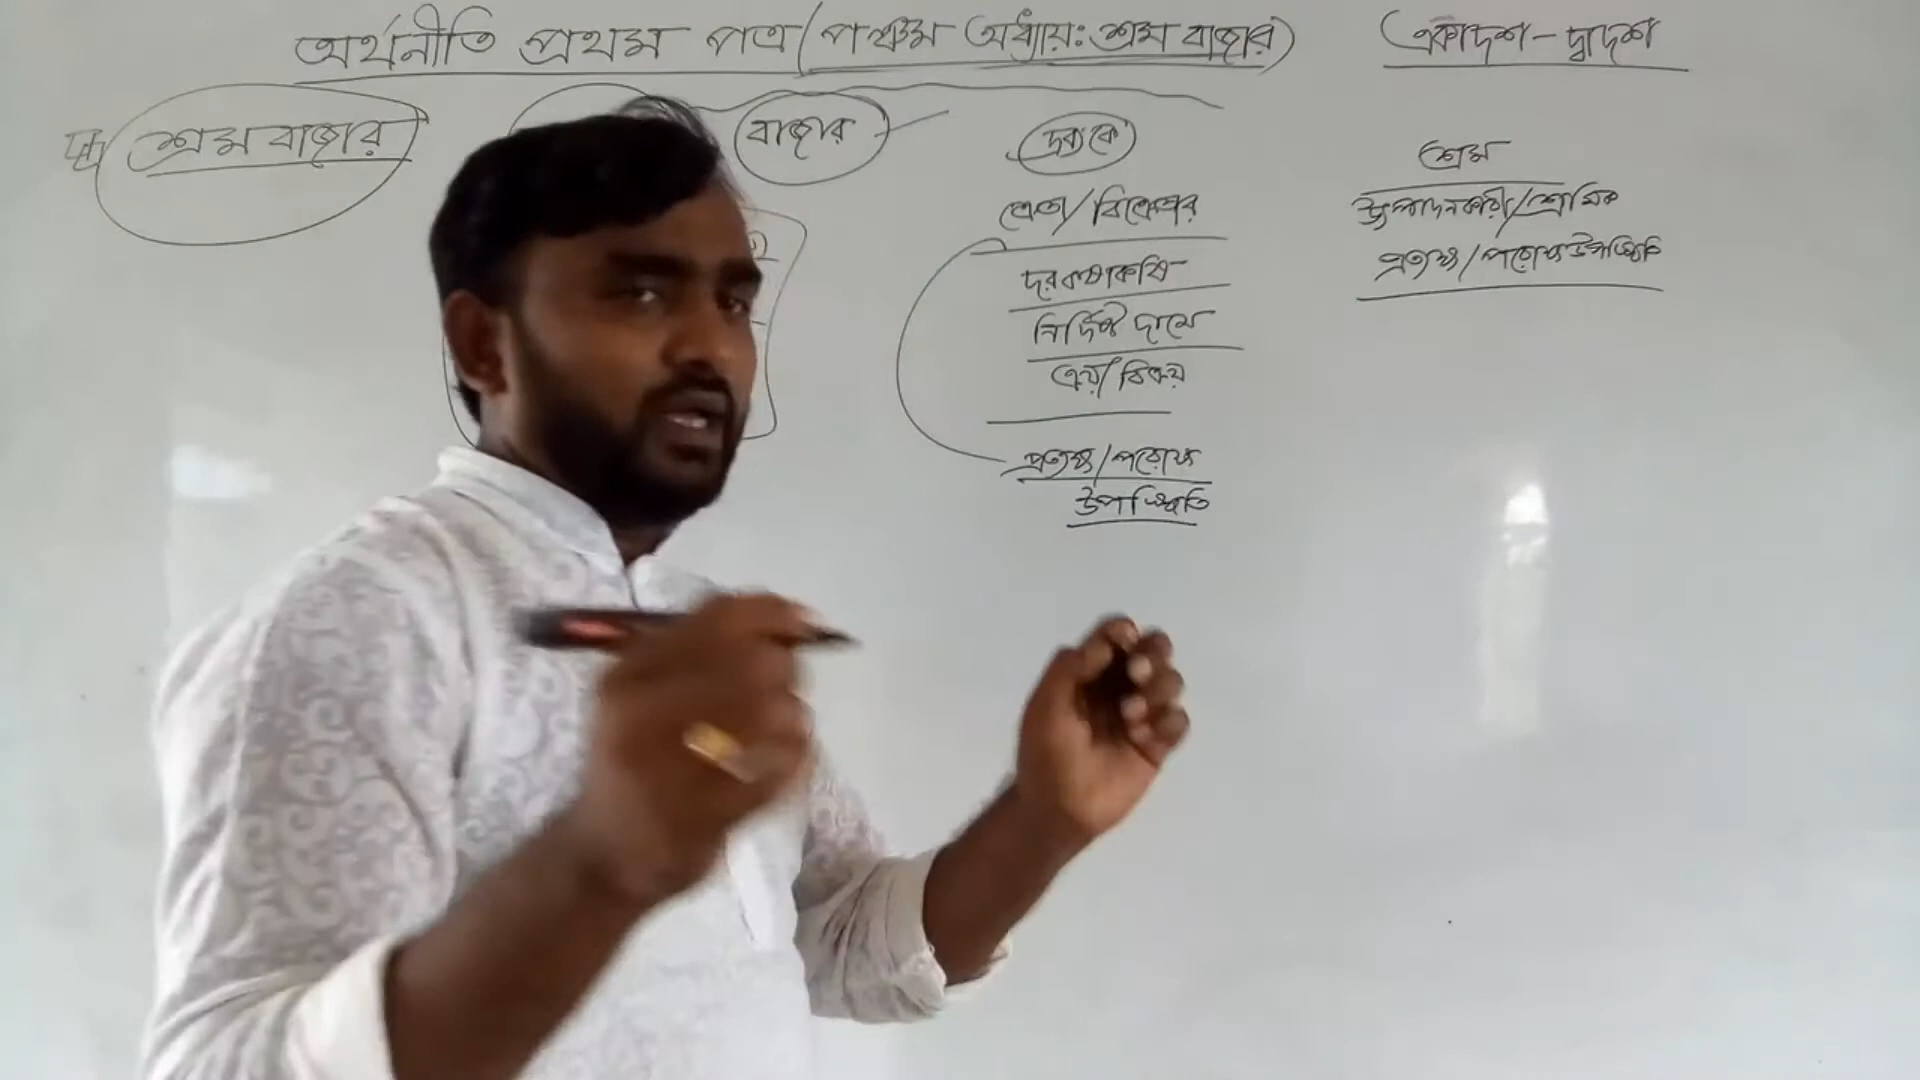 অর্থনীতি প্রথম পত্র (পঞ্চম অধ্যায়ঃ শ্রম বাজার) একাদশ - দ্বাদশ
শ্রম বাজার
বাজার
দ্রব্যকে
ক্রেতা/বিক্রেতার
দরকষাকষি
নির্দিষ্ট দামে
ক্রয়/বিক্রয়
প্রত্যক্ষ/পরোক্ষ
উপস্থিতি
শ্রম
উৎপাদনকারী/শ্রমিক
প্রত্যক্ষ/পরোক্ষ উপস্থিতি